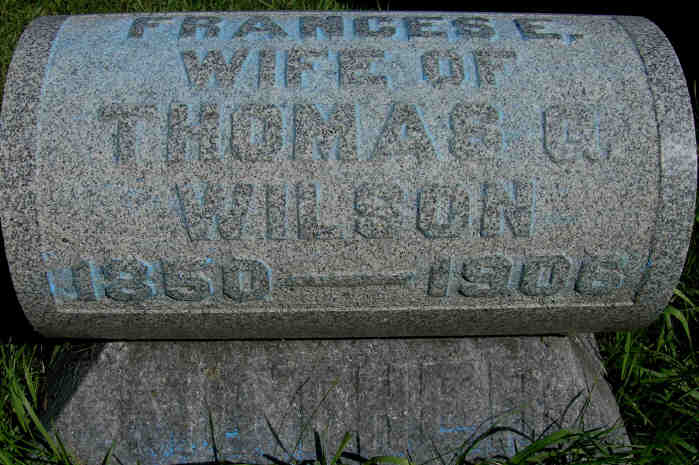 FRANCES E.
WIFE OF
THOMAS G.
WILSON
1850 — 1906